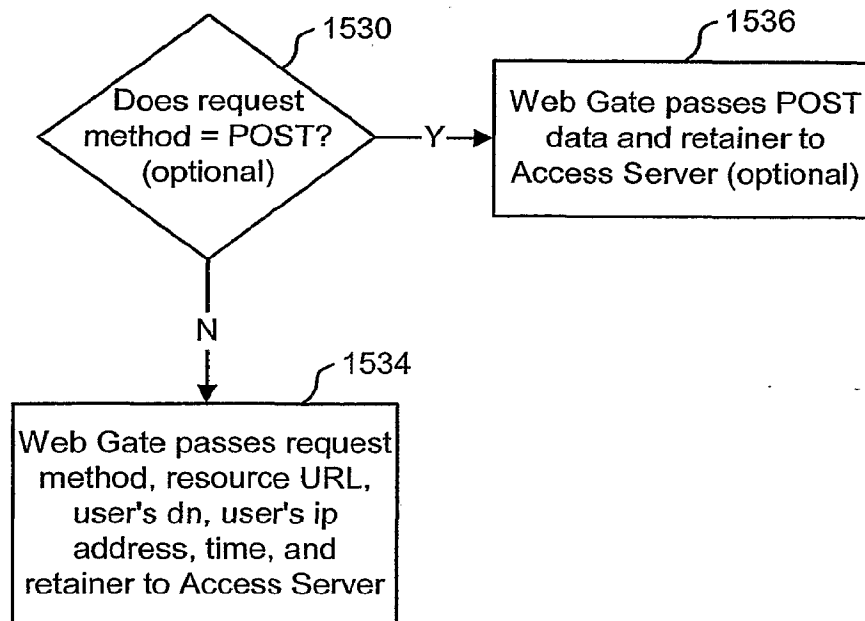 1530
Does request
method = POST?
(optional)
Y
1536
Web Gate passes POST
data and retainer to
Access Server (optional)
N
1534
Web Gate passes request
method, resource URL,
user's dn, user's ip
address, time, and
retainer to Access Server